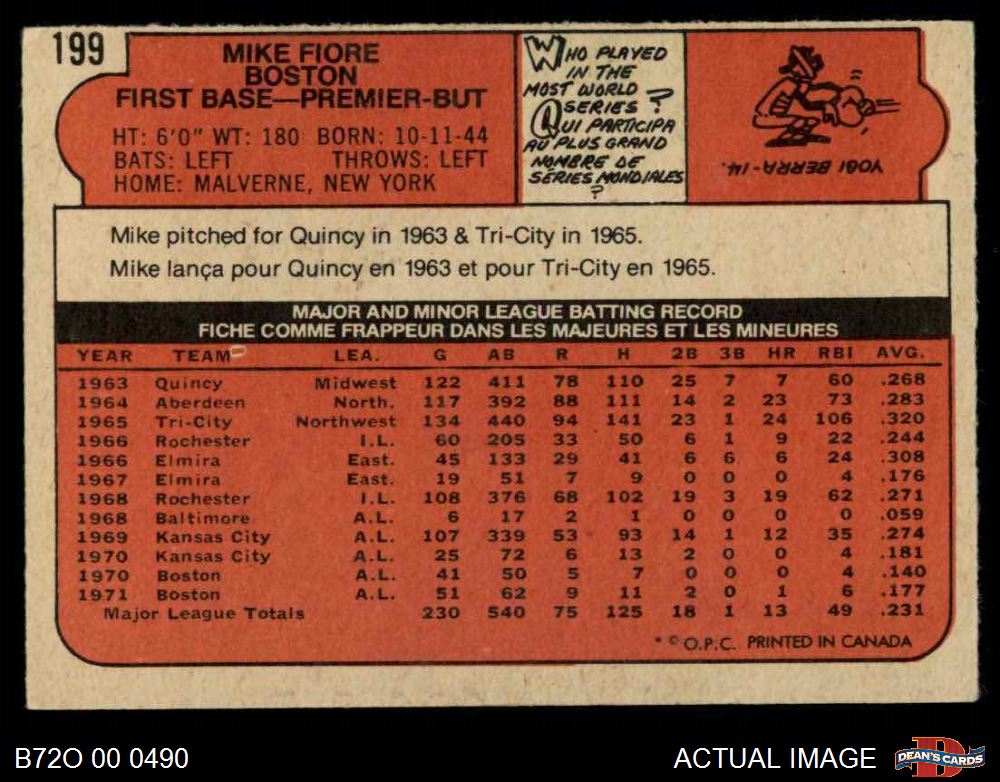 199
MIKE FIORE
BOSTON
FIRST BASE—PREMIER-BUT
HT: 6'0" WT: 180 BORN: 10-11-44
BATS: LEFT THROWS: LEFT
HOME: MALVERNE, NEW YORK
WHO PLAYED
IN THE
MOST WORLD
SERIES?
QUI PARTICIPA
AU PLUS GRAND
NOMBRE DE
SÉRIES MONDIALES
?
YOGI BERRA-14.
Mike pitched for Quincy in 1963 & Tri-City in 1965.
Mike lança pour Quincy en 1963 et pour Tri-City en 1965.
MAJOR AND MINOR LEAGUE BATTING RECORD
FICHE COMME FRAPPEUR DANS LES MAJEURES ET LES MINEURES
YEAR TEAM LEA. G AB R H 2B 3B HR RBI AVG.
1963 Quincy Midwest 122 411 78 110 25 7 7 60 .268
1964 Aberdeen North. 117 392 88 111 14 2 23 73 .283
1965 Tri-City Northwest 134 440 94 141 23 1 24 106 .320
1966 Rochester I.L. 60 205 33 50 6 1 9 22 .244
1966 Elmira East. 45 133 29 41 6 6 6 24 .308
1967 Elmira East. 19 51 7 9 0 0 0 4 .176
1968 Rochester I.L. 108 376 68 102 19 3 19 62 .271
1968 Baltimore A.L. 6 17 2 1 0 0 0 0 .059
1969 Kansas City A.L. 107 339 53 93 14 1 12 35 .274
1970 Kansas City A.L. 25 72 6 13 2 0 0 4 .181
1970 Boston A.L. 41 50 5 7 0 0 0 4 .140
1971 Boston A.L. 51 62 9 11 2 0 1 6 .177
Major League Totals 230 540 75 125 18 1 13 49 .231
* © O.P.C. PRINTED IN CANADA
B72O 00 0490
ACTUAL IMAGE
D
DEAN'S CARDS